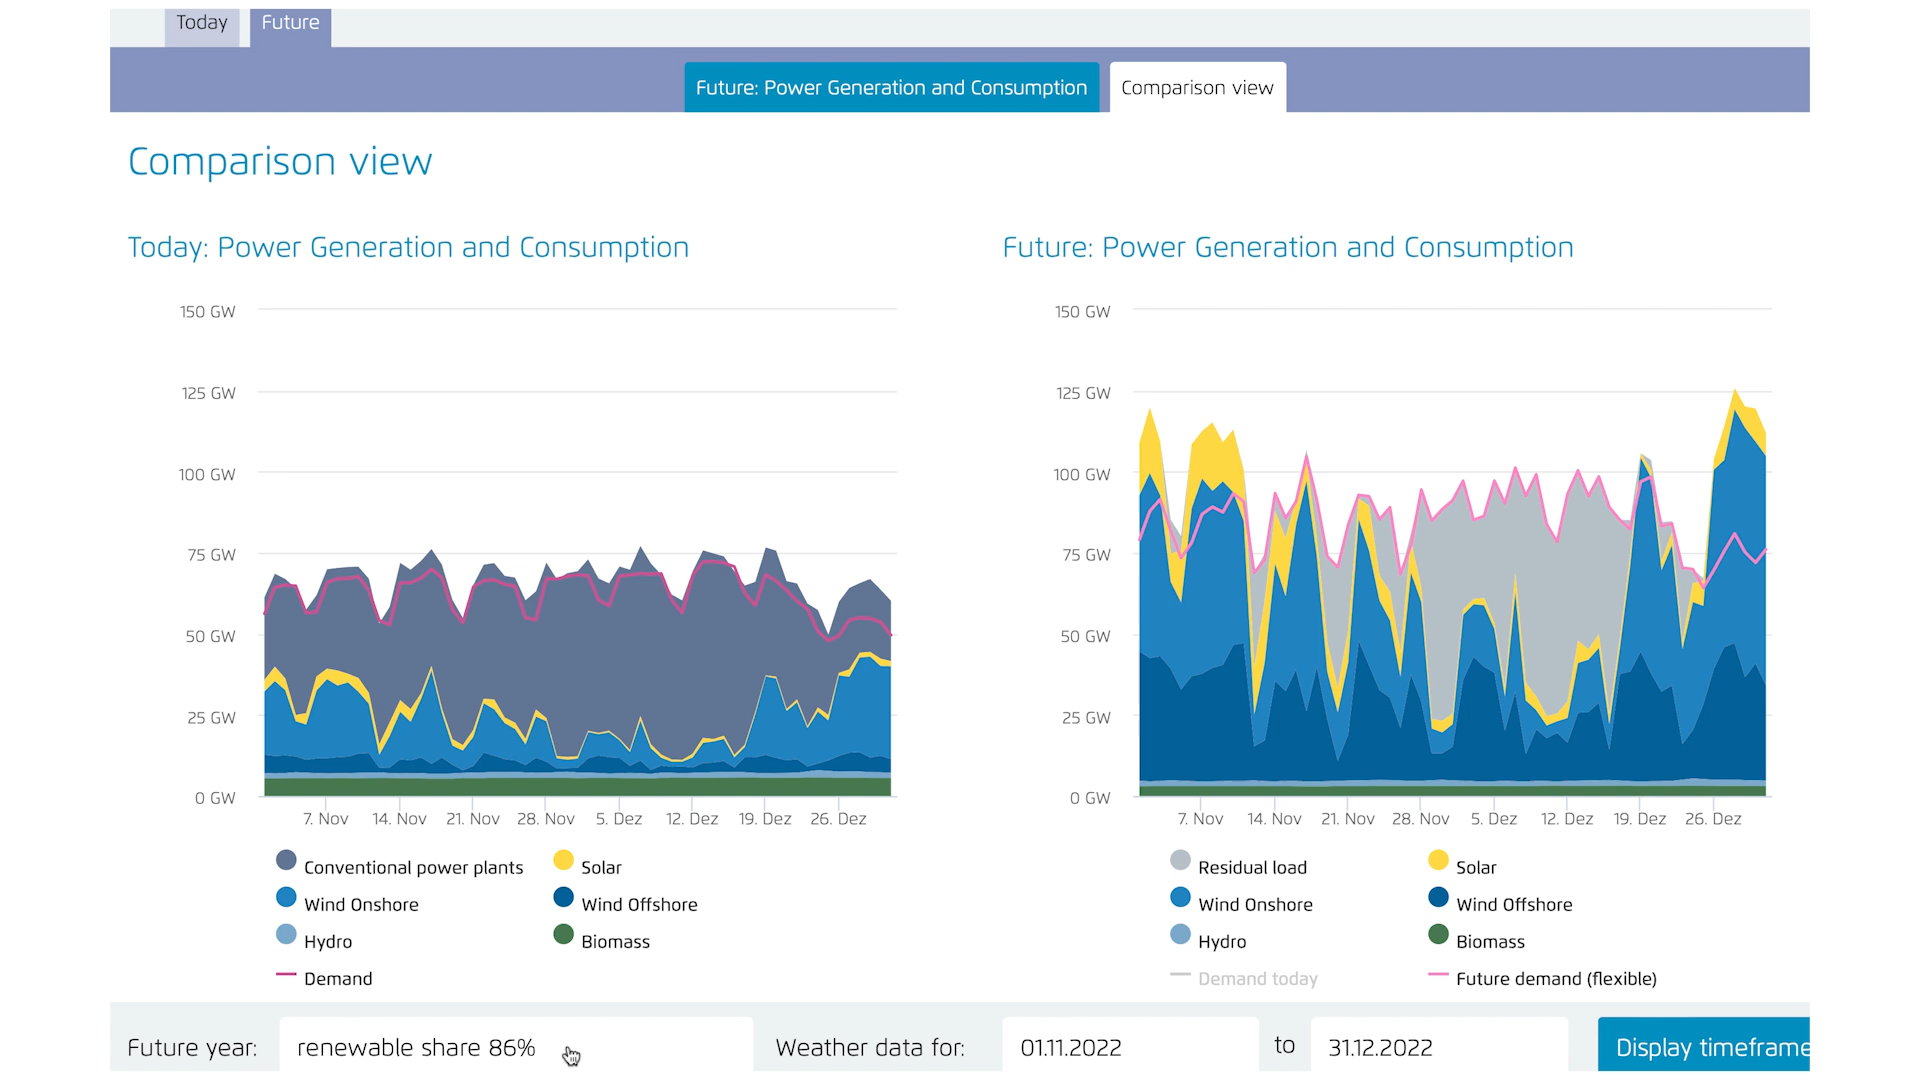 Today Future
Future: Power Generation and Consumption Comparison view
Comparison view
Today: Power Generation and Consumption
150 GW
125 GW
100 GW
75 GW
50 GW
25 GW
0 GW
7. Nov 14. Nov 21. Nov 28. Nov 5. Dez 12. Dez 19. Dez 26. Dez
Conventional power plants Solar
Wind Onshore Wind Offshore
Hydro Biomass
Demand
Future: Power Generation and Consumption
150 GW
125 GW
100 GW
75 GW
50 GW
25 GW
0 GW
7. Nov 14. Nov 21. Nov 28. Nov 5. Dez 12. Dez 19. Dez 26. Dez
Residual load Solar
Wind Onshore Wind Offshore
Hydro Biomass
Demand today Future demand (flexible)
Future year: renewable share 86% Weather data for: 01.11.2022 to 31.12.2022 Display timeframe